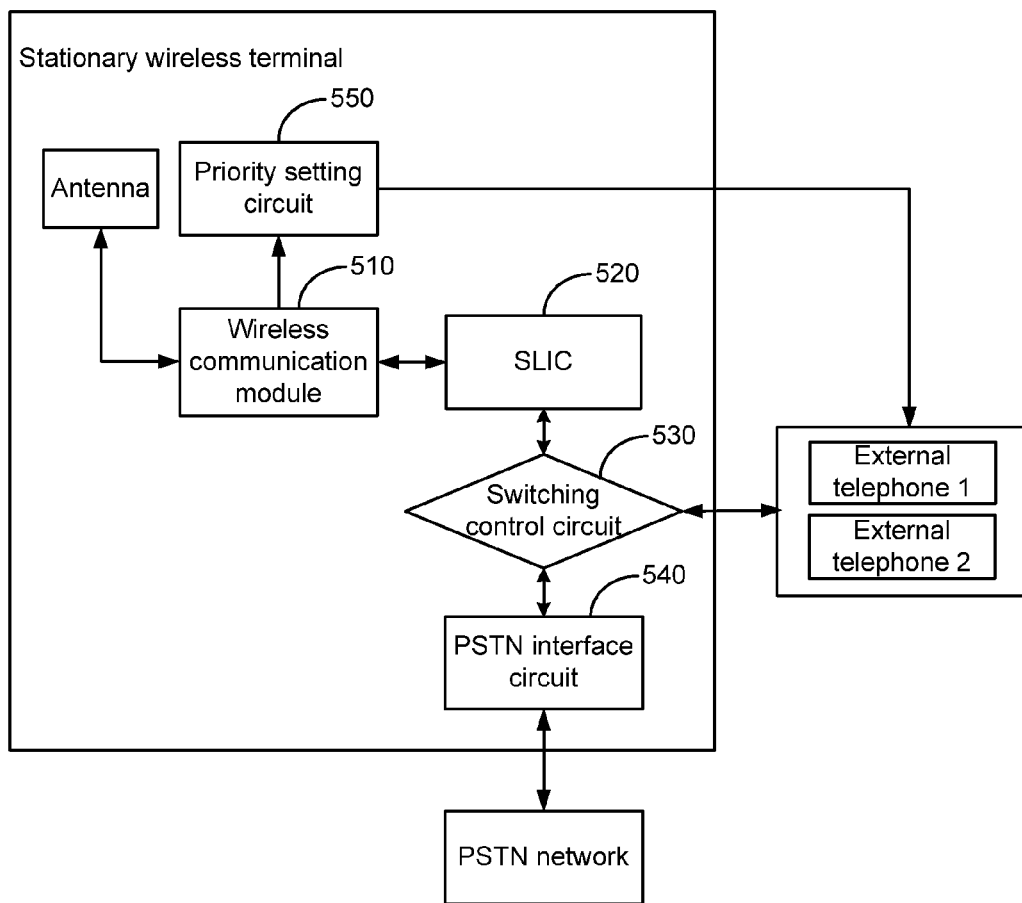 Stationary wireless terminal
550
Antenna
Priority setting
circuit
510
520
Wireless
communication
module
SLIC
530
Switching
control circuit
External
telephone 1
External
telephone 2
540
PSTN interface
circuit
PSTN network